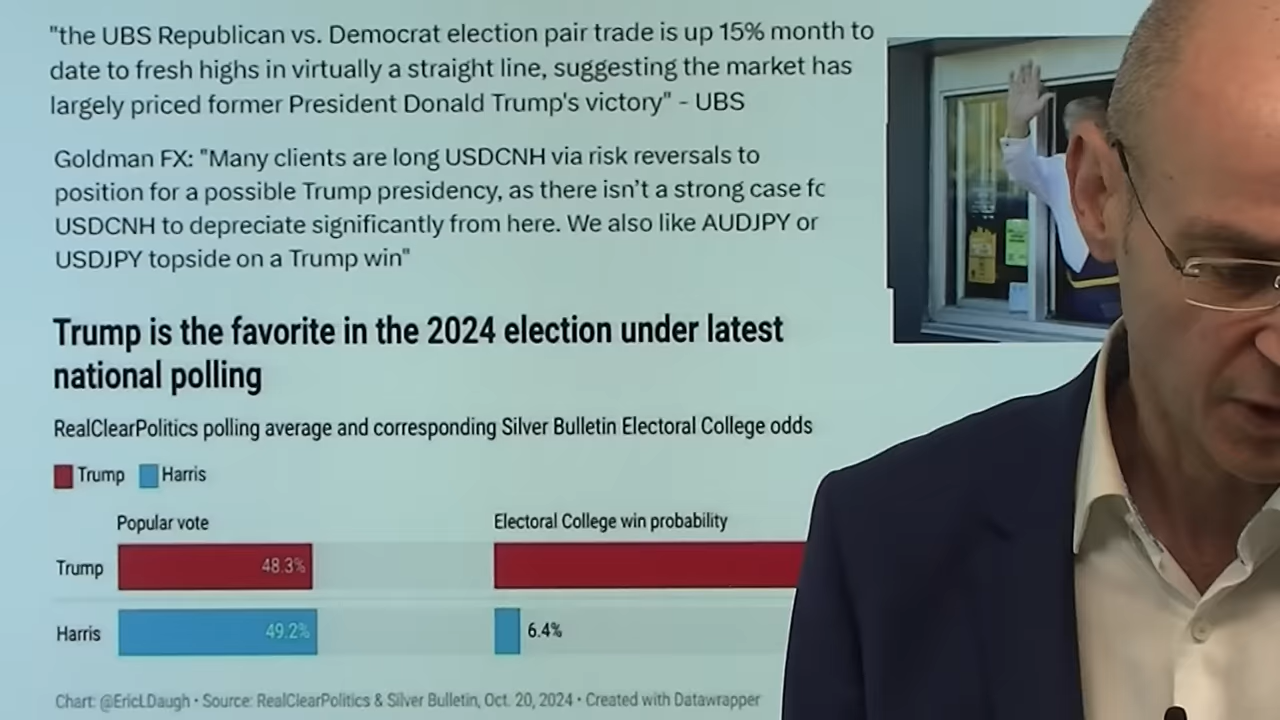 "the UBS Republican vs. Democrat election pair trade is up 15% month to
date to fresh highs in virtually a straight line, suggesting the market has
largely priced former President Donald Trump's victory" - UBS
Goldman FX: "Many clients are long USDCNH via risk reversals to
position for a possible Trump presidency, as there isn't a strong case
USDCNH to depreciate significantly from here. We also like AUDJPY or
USDJPY topside on a Trump win"
Trump is the favorite in the 2024 election under latest
national polling
RealClearPolitics polling average and corresponding Silver Bulletin Electoral College odds
Trump Harris
Popular vote Electoral College win probability
Trump 48.3%
Harris 49.2% 6.4%
Chart: @EricLDaugh • Source: RealClearPolitics & Silver Bulletin, Oct. 20, 2024 • Created with Datawrapper